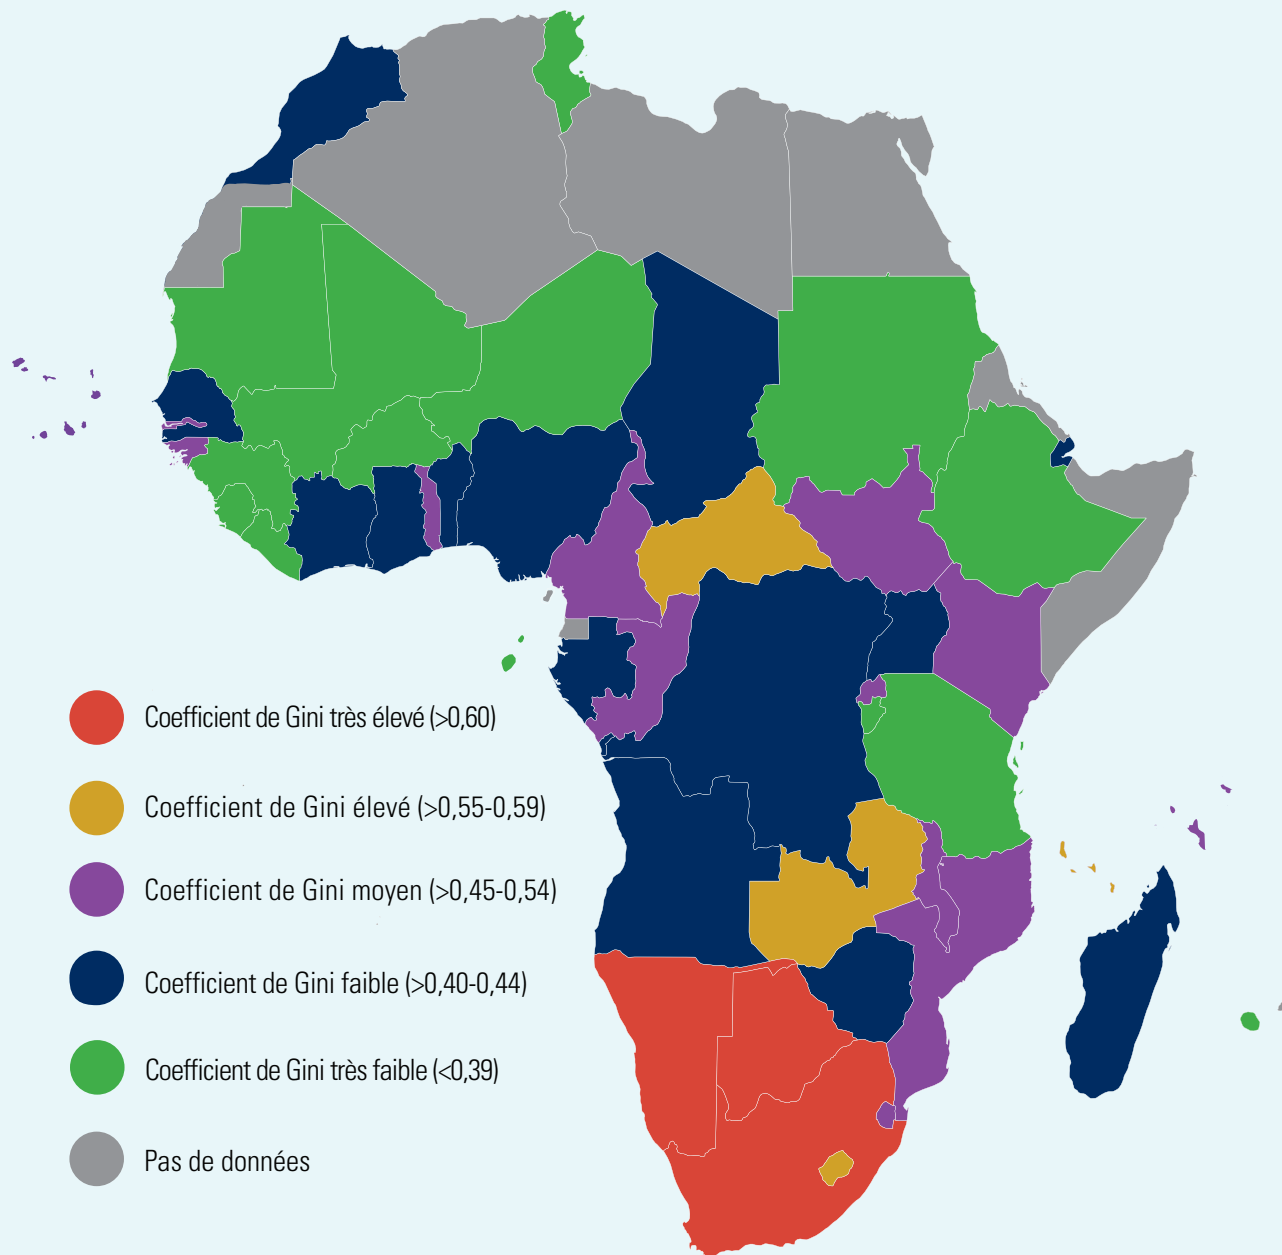 Coefficient de Gini très élevé (>0,60)
Coefficient de Gini élevé (>0,55-0,59)
Coefficient de Gini moyen (>0,45-0,54)
Coefficient de Gini faible (>0,40-0,44)
Coefficient de Gini très faible (<0,39)
Pas de données